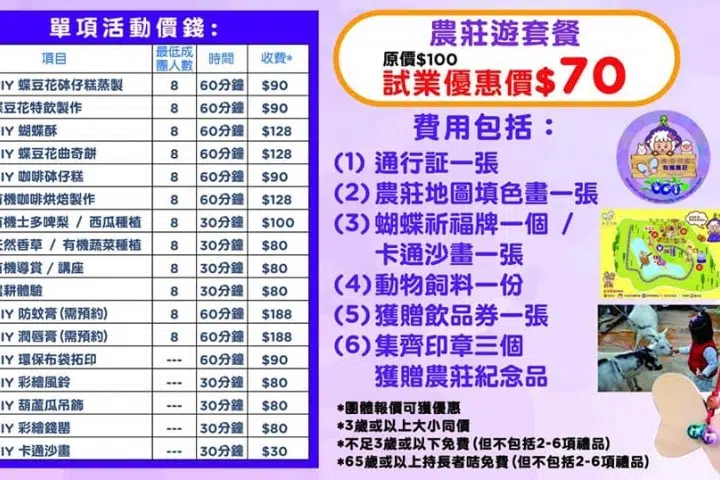 單項活動價錢：
項目 最低成團人數 時間 收費*
IY 蝶豆花砵仔糕蒸製 8 60分鐘 $90
蝶豆花特飲製作 8 60分鐘 $90
IY 蝴蝶酥 8 60分鐘 $128
IY 蝶豆花曲奇餅 8 60分鐘 $128
IY 咖啡砵仔糕 8 60分鐘 $90
有機咖啡烘焙製作 8 60分鐘 $128
有機士多啤梨 / 西瓜種植 8 30分鐘 $100
天然香草 / 有機蔬菜種植 8 30分鐘 $80
有機導賞 / 講座 8 30分鐘 $80
農耕體驗 8 30分鐘 $80
IY 防蚊膏(需預約) 8 60分鐘 $188
IY 潤唇膏(需預約) 8 60分鐘 $188
IY 環保布袋拓印 --- 60分鐘 $90
IY 彩繪風鈴 --- 30分鐘 $80
IY 葫蘆瓜吊飾 --- 30分鐘 $80
IY 彩繪錢罌 --- 30分鐘 $80
IY 卡通沙畫 --- 30分鐘 $30
農莊遊套餐
原價$100
試業優惠價$70
費用包括：
(1) 通行証一張
(2) 農莊地圖填色畫一張
(3) 蝴蝶祈福牌一個 /
卡通沙畫一張
(4) 動物飼料一份
(5) 獲贈飲品券一張
(6) 集齊印章三個
獲贈農莊紀念品
*團體報價可獲優惠
*3歲或以上大小同價
*不足3歲或以下免費(但不包括2-6項禮品)
*65歲或以上持長者咭免費(但不包括2-6項禮品)